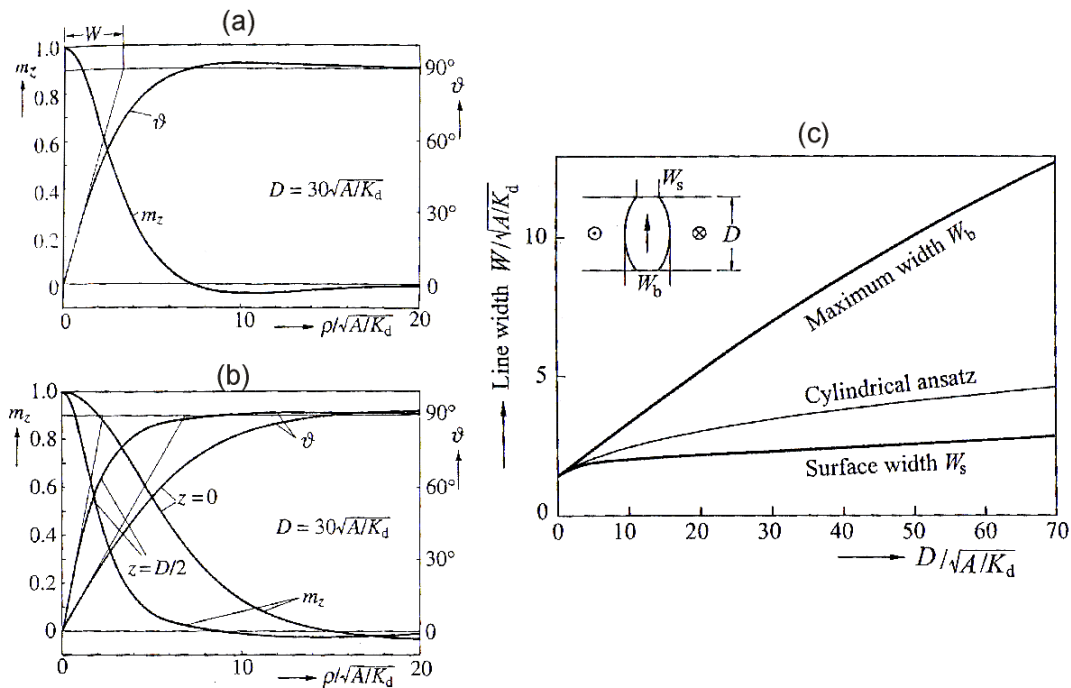 (a)
W
1.0
m_z
0.8
0.6
0.4
0.2
0
90°
ϑ
60°
30°
0
ϑ
D = 30√A/K_d
m_z
0
10
20
ρ/√A/K_d
(b)
1.0
m_z
0.8
0.6
0.4
0.2
0
90°
ϑ
60°
30°
0
ϑ
z=0
D = 30√A/K_d
z=D/2
m_z
0
10
20
ρ/√A/K_d
(c)
Line width W/√A/K_d
10
5
0
W_s
D
W_b
Maximum width W_b
Cylindrical ansatz
Surface width W_s
0
10
20
30
40
50
60
70
D/√A/K_d